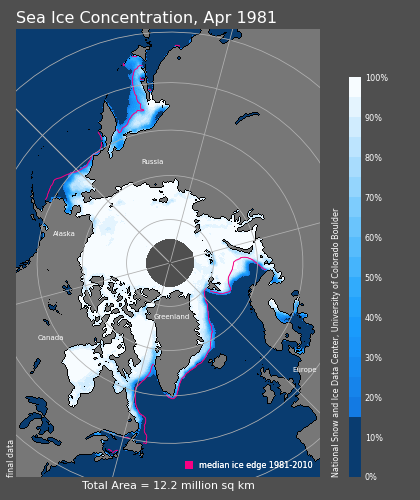 Sea Ice Concentration, Apr 1981
100%
90%
80%
70%
60%
50%
40%
30%
20%
10%
0%
Russia
Alaska
Greenland
Canada
Europe
National Snow and Ice Data Center, University of Colorado Boulder
final data
median ice edge 1981-2010
Total Area = 12.2 million sq km